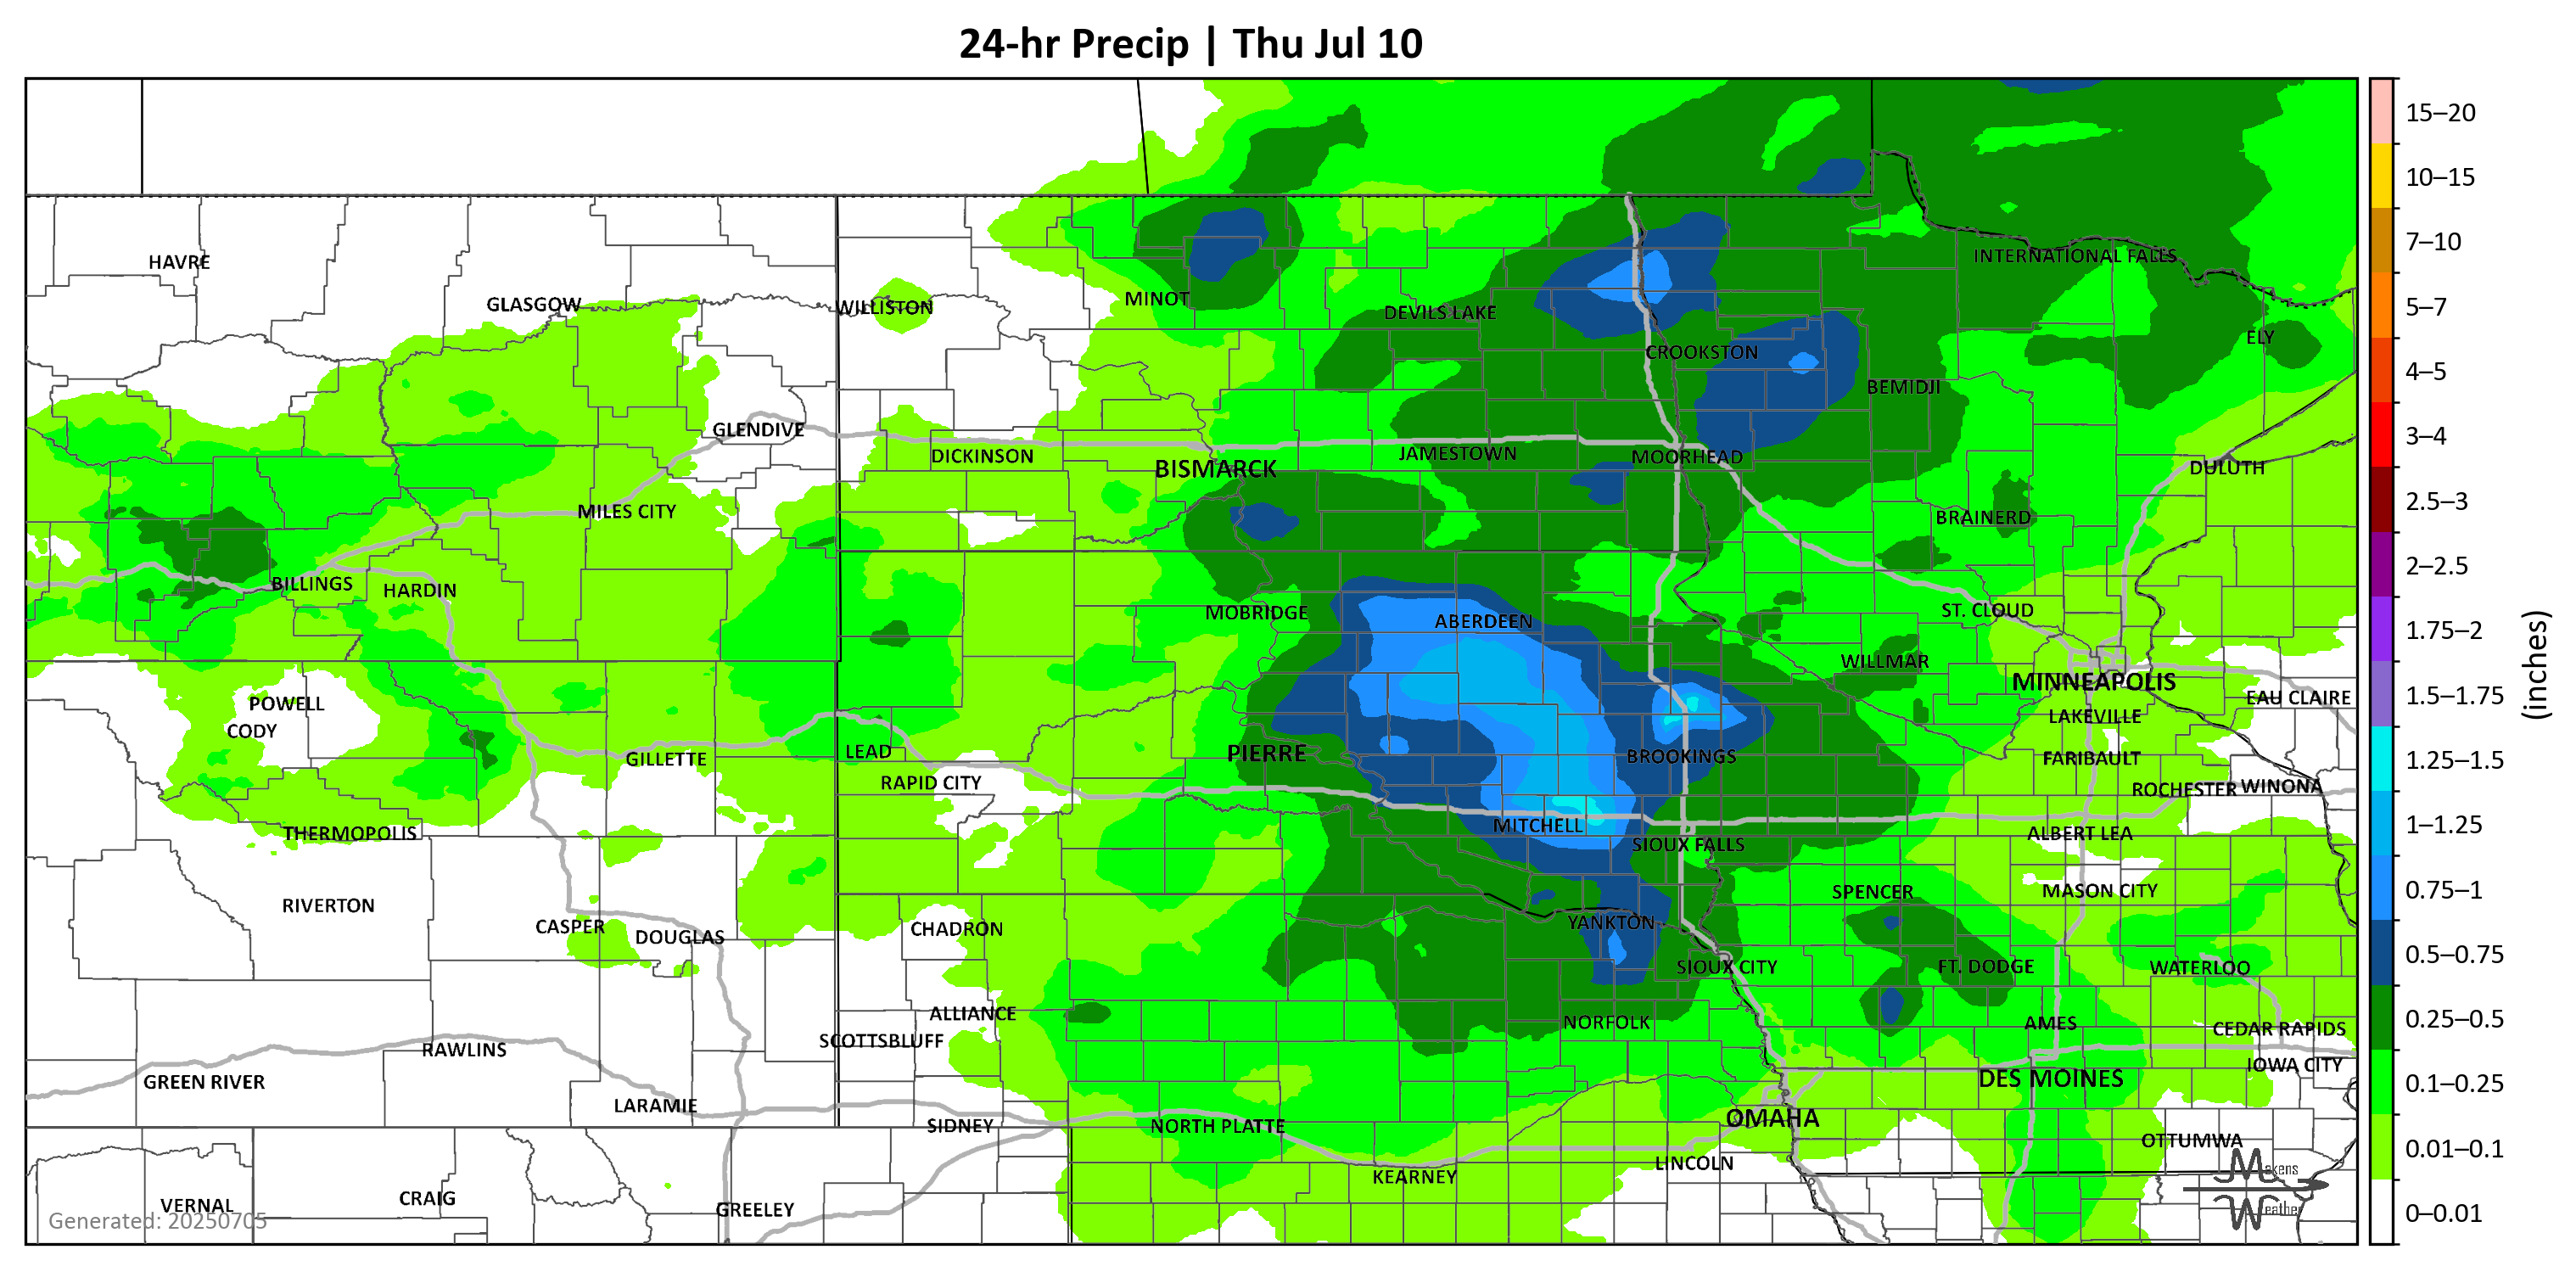 24-hr Precip | Thu Jul 10
15–20
10–15
HAVRE
7–10
INTERNATIONAL FALLS
GLASGOW
WILLISTON
MINOT
DEVILS LAKE
5–7
ELY
CROOKSTON
4–5
BEMIDJI
GLENDIVE
3–4
DICKINSON
BISMARCK
JAMESTOWN
MOORHEAD
DULUTH
2.5–3
MILES CITY
BRAINERD
2–2.5
BILLINGS
HARDIN
MOBRIDGE
ABERDEEN
ST. CLOUD
1.75–2
WILLMAR
(inches)
MINNEAPOLIS
1.5–1.75
POWELL
EAU CLAIRE
CODY
LAKEVILLE
LEAD
PIERRE
BROOKINGS
GILLETTE
FARIBAULT
1.25–1.5
RAPID CITY
ROCHESTER
WINONA
THERMOPOLIS
MITCHELL
ALBERT LEA
1–1.25
SIOUX FALLS
SPENCER
MASON CITY
0.75–1
RIVERTON
CASPER
DOUGLAS
CHADRON
YANKTON
0.5–0.75
SIOUX CITY
FT. DODGE
WATERLOO
ALLIANCE
NORFOLK
AMES
0.25–0.5
CEDAR RAPIDS
SCOTTSBLUFF
RAWLINS
IOWA CITY
GREEN RIVER
DES MOINES
0.1–0.25
LARAMIE
SIDNEY
NORTH PLATTE
OMAHA
OTTUMWA
0.01–0.1
KEARNEY
LINCOLN
Makens
VERNAL
CRAIG
GREELEY
Weather
0–0.01
Generated: 20250705